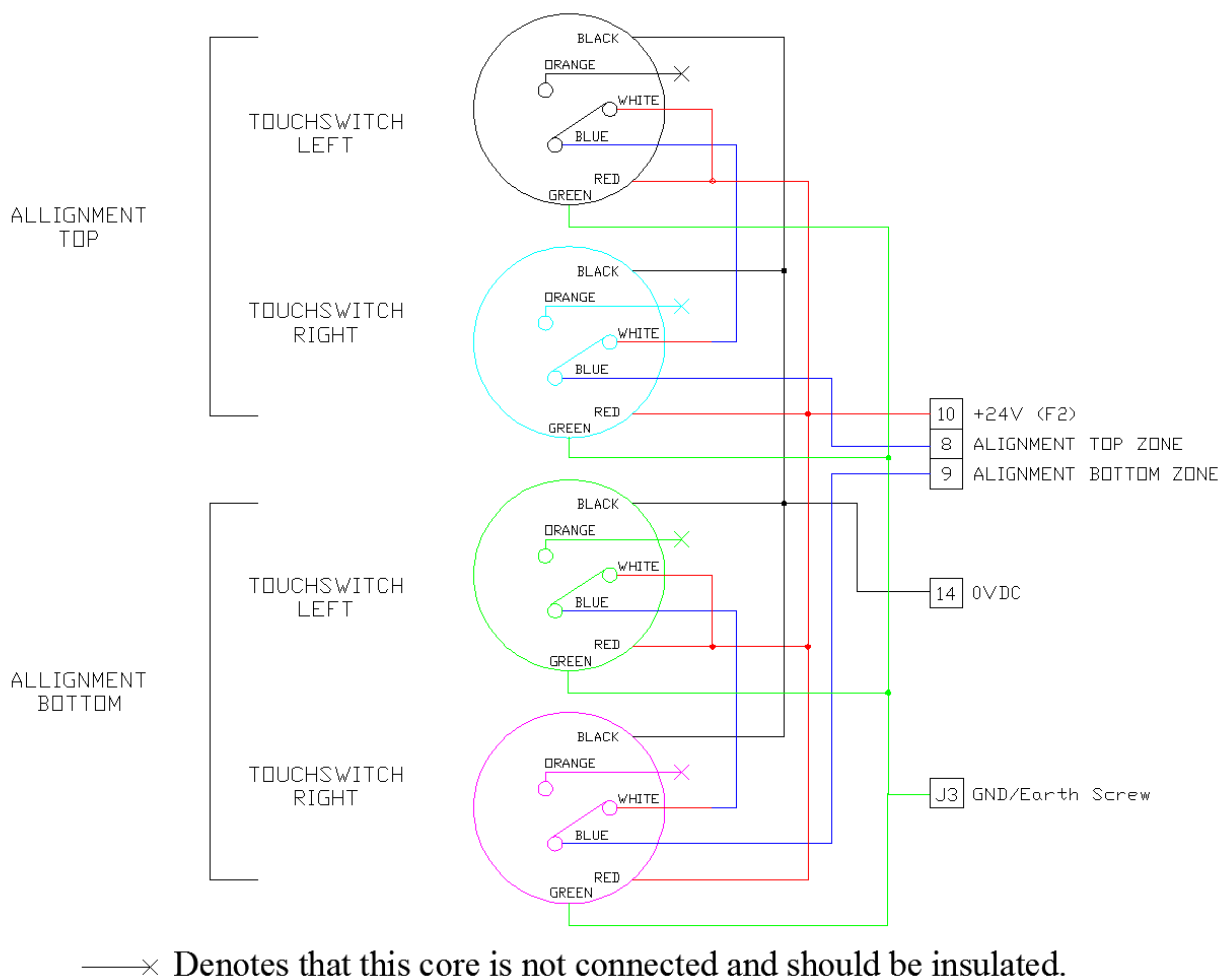 BLACK
ORANGE
WHITE
TOUCHSWITCH
LEFT
BLUE
RED
GREEN
ALLIGNMENT
TOP
BLACK
ORANGE
TOUCHSWITCH
RIGHT
WHITE
BLUE
RED
GREEN
10 +24V (F2)
8 ALIGNMENT TOP ZONE
9 ALIGNMENT BOTTOM ZONE
BLACK
ORANGE
WHITE
TOUCHSWITCH
LEFT
BLUE
14 0VDC
RED
GREEN
ALLIGNMENT
BOTTOM
BLACK
ORANGE
TOUCHSWITCH
RIGHT
WHITE
J3 GND/Earth Screw
BLUE
RED
GREEN
Denotes that this core is not connected and should be insulated.